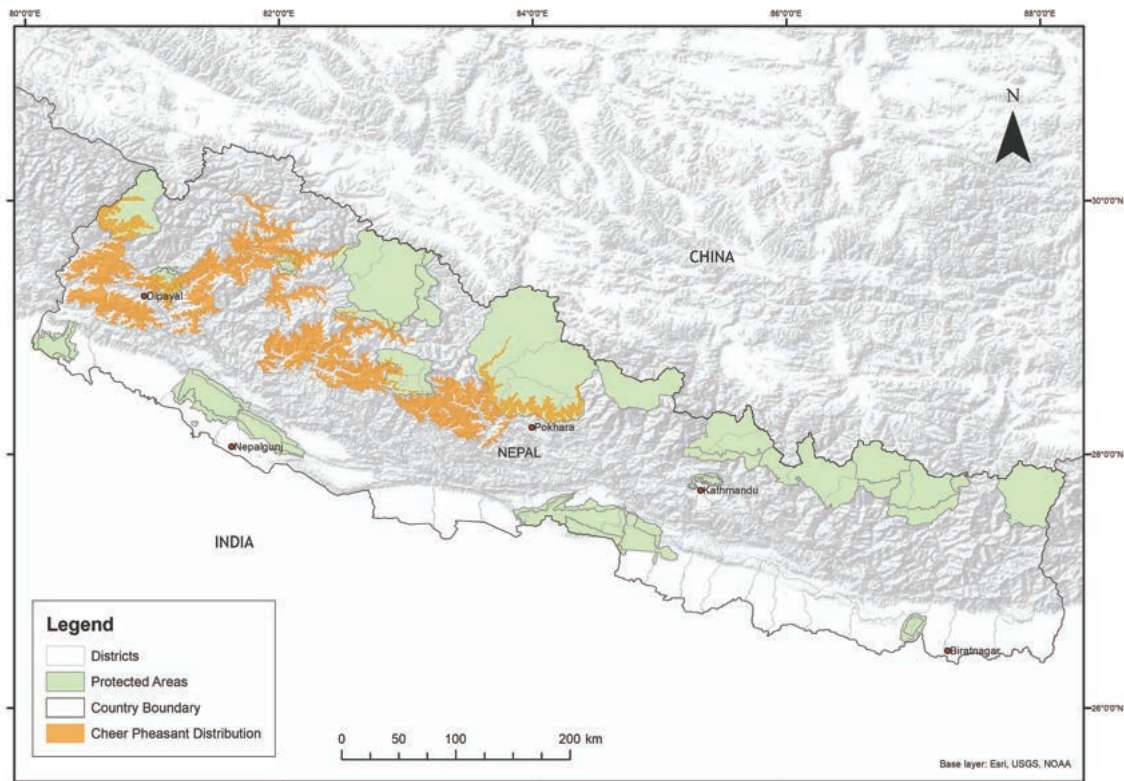 80°0'0"E
82°0'0"E
84°0'0"E
86°0'0"E
88°0'0"E
N
30°0'0"N
CHINA
Dipayal
Pokhara
Nepalgunj
NEPAL
28°0'0"N
Kathmandu
INDIA
Biratnagar
26°0'0"N
Legend
Districts
Protected Areas
Country Boundary
Cheer Pheasant Distribution
0 50 100 200 km
Base layer: Esri, USGS, NOAA